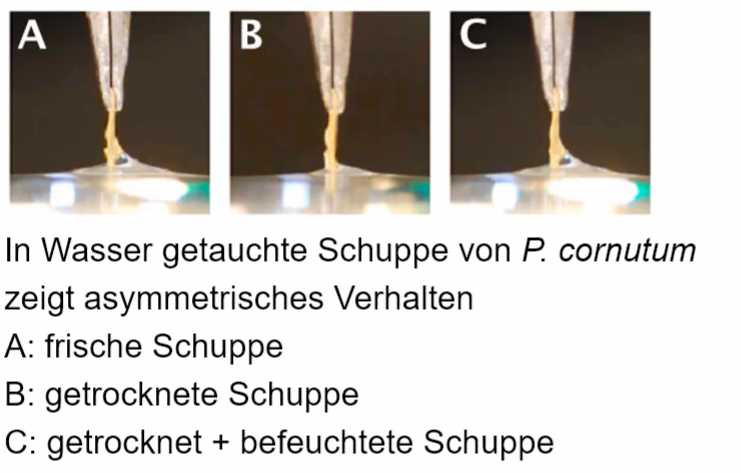 A B C
In Wasser getauchte Schuppe von P. cornutum
zeigt asymmetrisches Verhalten
A: frische Schuppe
B: getrocknete Schuppe
C: getrocknet + befeuchtete Schuppe